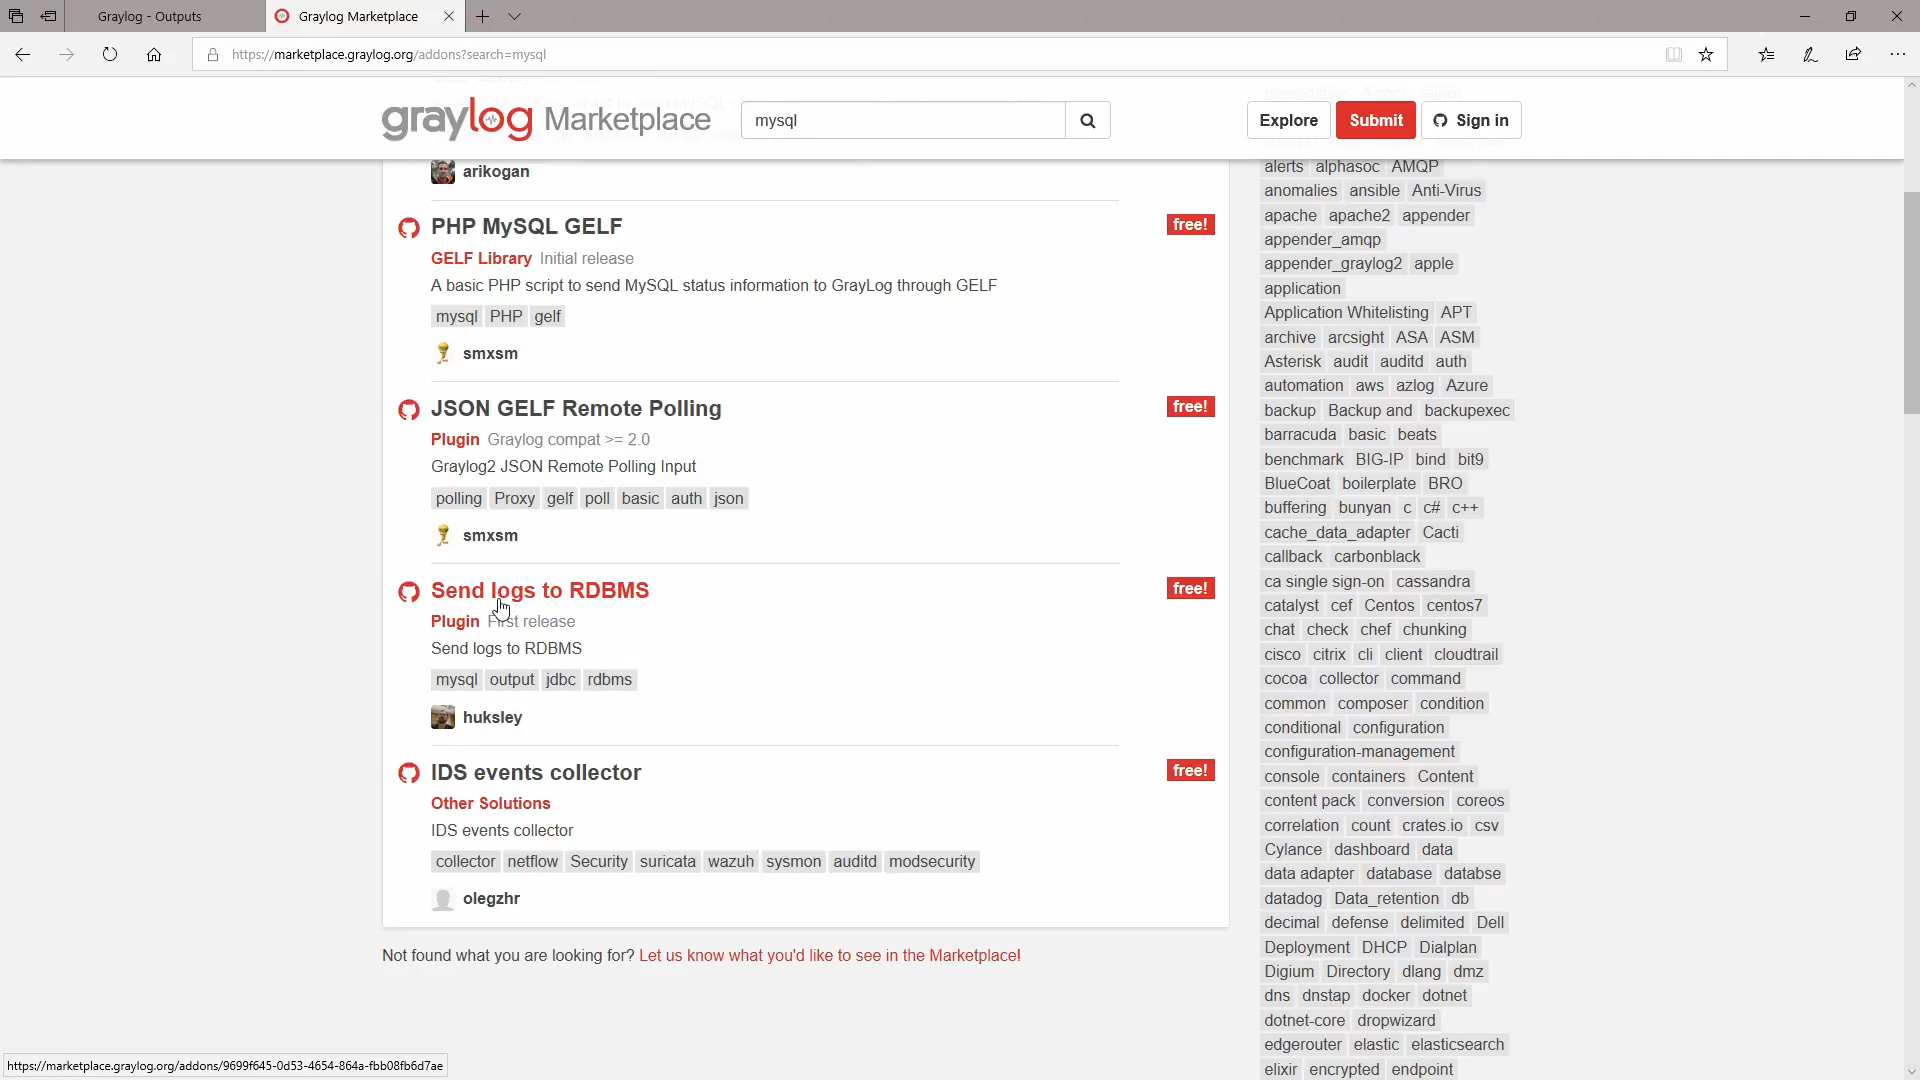 Graylog - Outputs
Graylog Marketplace
https://marketplace.graylog.org/addons?search=mysql
graylog Marketplace
mysql
Explore
Submit
Sign in
arikogan
PHP MySQL GELF
free!
GELF Library Initial release
A basic PHP script to send MySQL status information to GrayLog through GELF
mysql PHP gelf
smxsm
JSON GELF Remote Polling
free!
Plugin Graylog compat >= 2.0
Graylog2 JSON Remote Polling Input
polling Proxy gelf poll basic auth json
smxsm
Send logs to RDBMS
free!
Plugin First release
Send logs to RDBMS
mysql output jdbc rdbms
huksley
IDS events collector
free!
Other Solutions
IDS events collector
collector netflow Security suricata wazuh sysmon auditd modsecurity
olegzhr
Not found what you are looking for? Let us know what you'd like to see in the Marketplace!
alerts alphasoc AMQP
anomalies ansible Anti-Virus
apache apache2 appender
appender_amqp
appender_graylog2 apple
application
Application Whitelisting APT
archive arcsight ASA ASM
Asterisk audit auditd auth
automation aws azlog Azure
backup Backup and backupexec
barracuda basic beats
benchmark BIG-IP bind bit9
BlueCoat boilerplate BRO
buffering bunyan c c# c++
cache_data_adapter Cacti
callback carbonblack
ca single sign-on cassandra
catalyst cef Centos centos7
chat check chef chunking
cisco citrix cli client cloudtrail
cocoa collector command
common composer condition
conditional configuration
configuration-management
console containers Content
content pack conversion coreos
correlation count crates.io csv
Cylance dashboard data
data adapter database databse
datadog Data_retention db
decimal defense delimited Dell
Deployment DHCP Dialplan
Digium Directory dlang dmz
dns dnstap docker dotnet
dotnet-core dropwizard
edgerouter elastic elasticsearch
elixir encrypted endpoint
https://marketplace.graylog.org/addons/9699f645-0d53-4654-864a-fbb08fb6d7ae